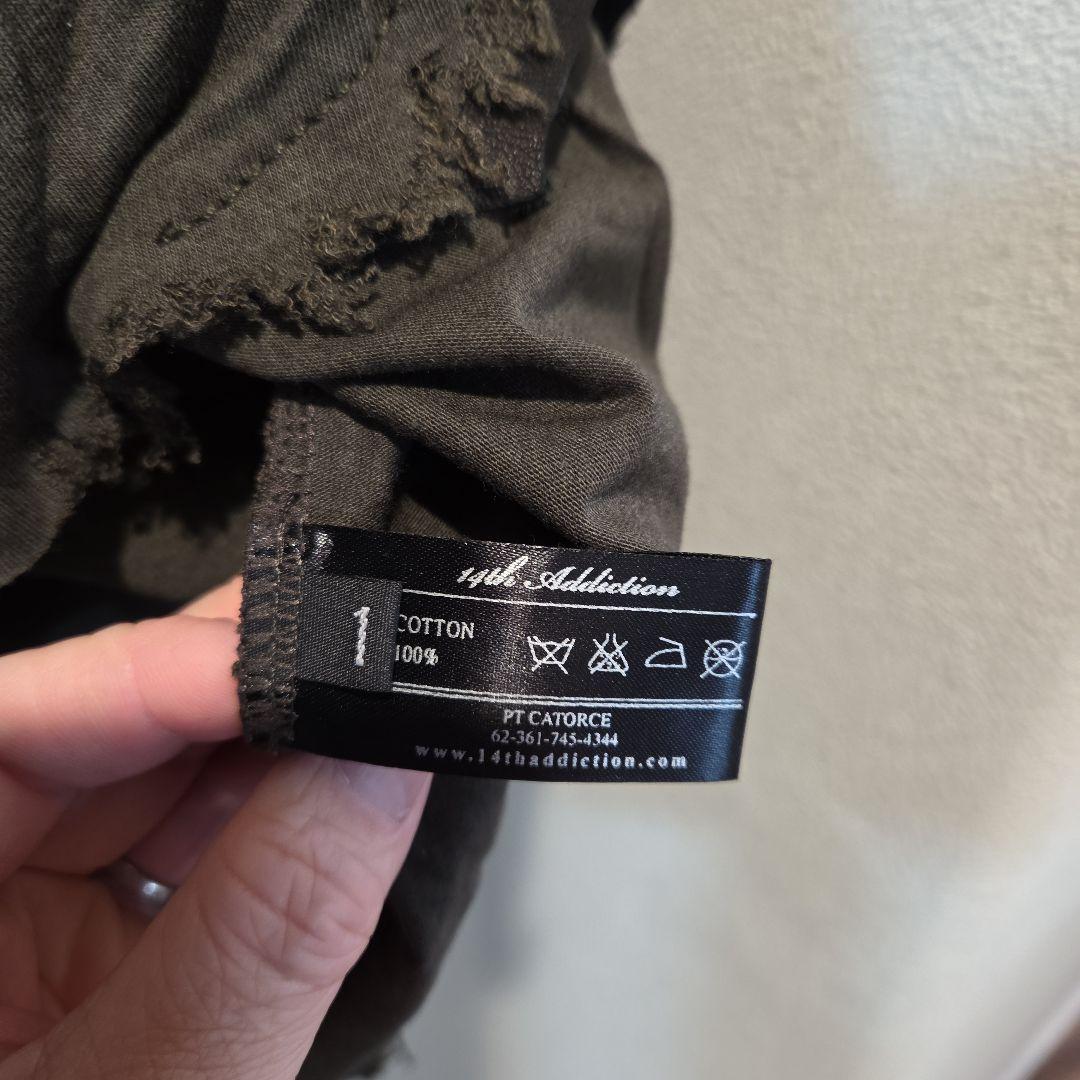 14th Addiction
1
COTTON
100%
PT CATORCE
62-361-745-4344
www.14thaddiction.com